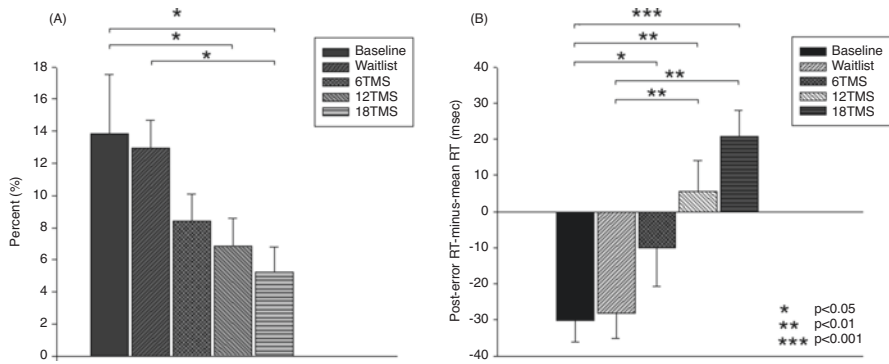 (A)
*
*
*
Baseline
Waitlist
6TMS
12TMS
18TMS
Percent (%)
18
16
14
12
10
8
6
4
2
0
(B)
***
**
*
**
**
Baseline
Waitlist
6TMS
12TMS
18TMS
Post-error RT-minus-mean RT (msec)
40
30
20
10
0
-10
-20
-30
-40
* p<0.05
** p<0.01
*** p<0.001